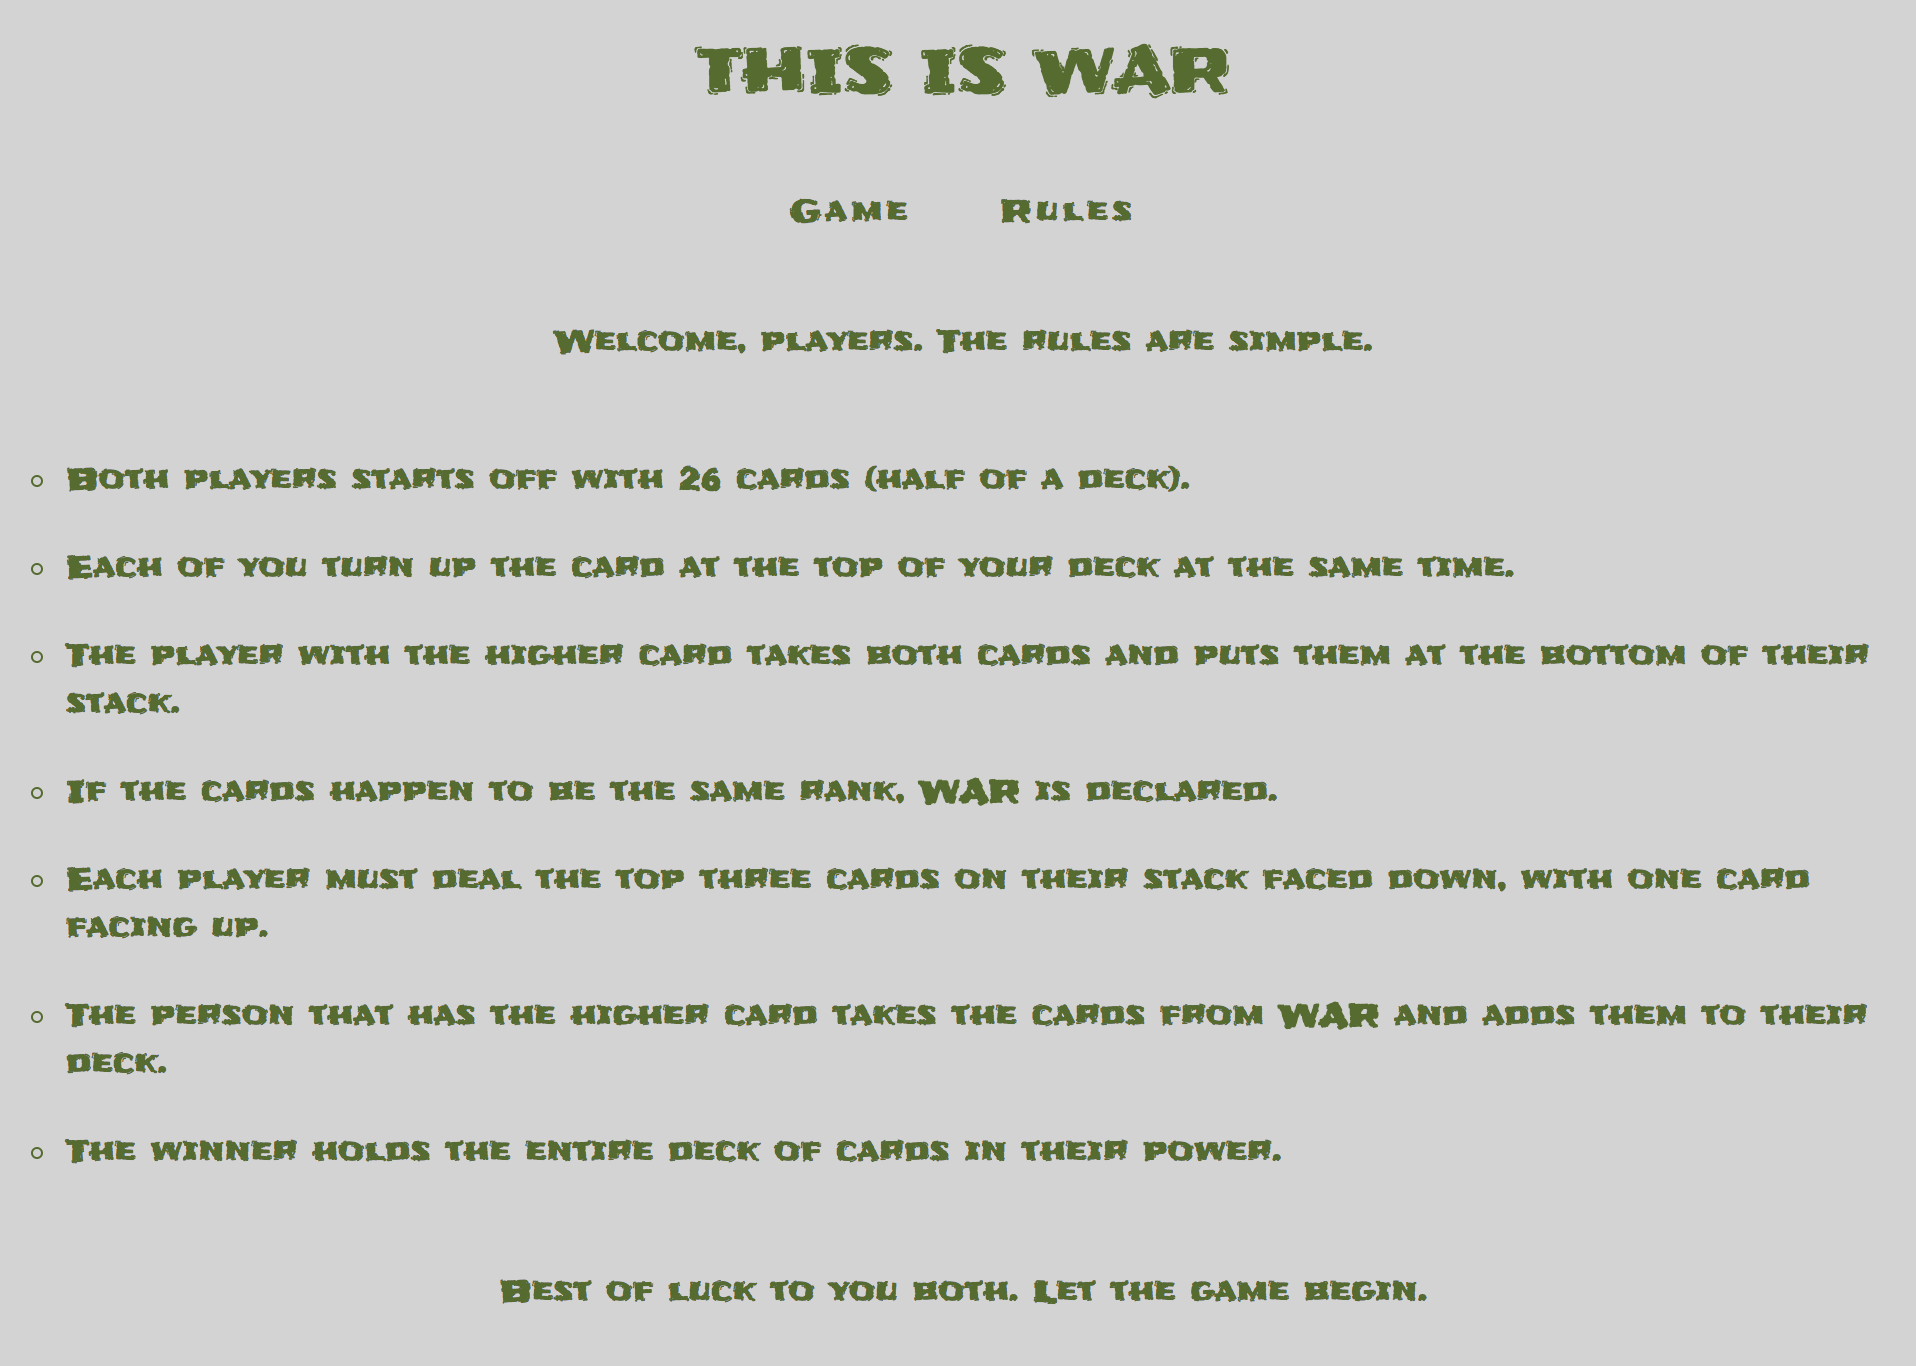 THIS IS WAR
Game Rules
Welcome, players. The rules are simple.
Both players starts off with 26 cards (half of a deck).
Each of you turn up the card at the top of your deck at the same time.
The player with the higher card takes both cards and puts them at the bottom of their
stack.
If the cards happen to be the same rank, WAR is declared.
Each player must deal the top three cards on their stack faced down, with one card
facing up.
The person that has the higher card takes the cards from WAR and adds them to their
deck.
The winner holds the entire deck of cards in their power.
Best of luck to you both. Let the game begin.